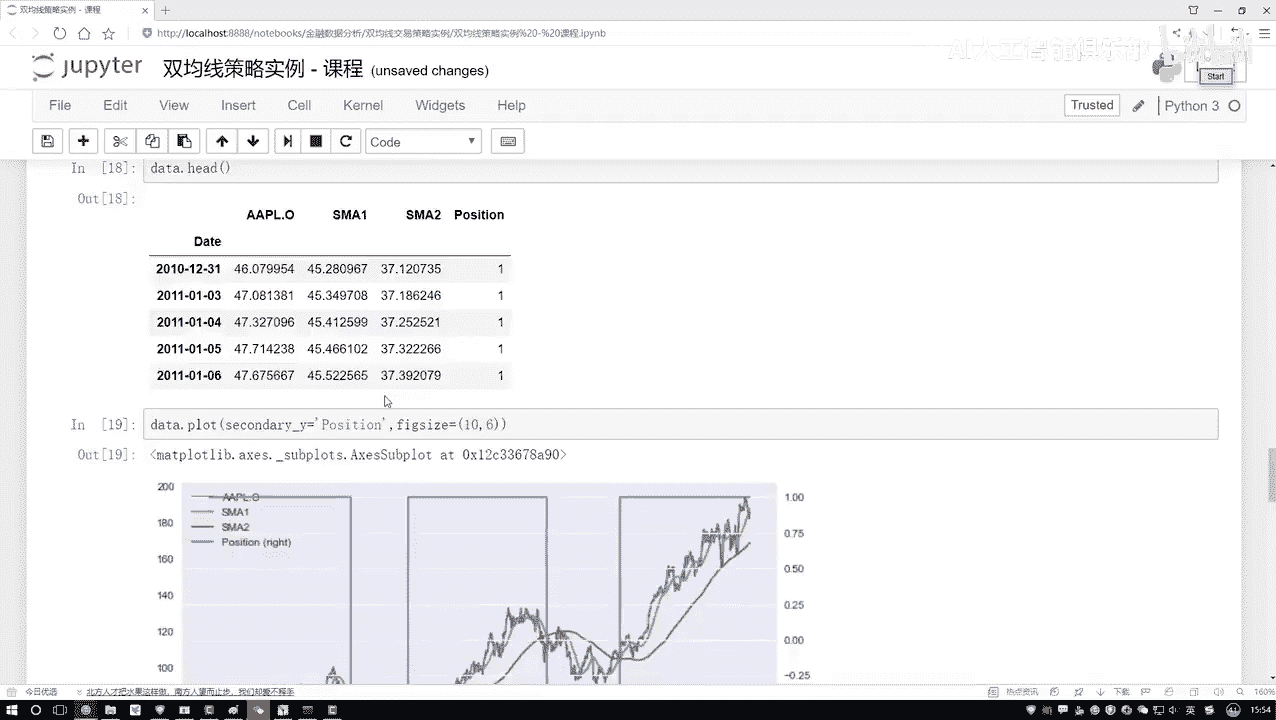 双均线策略实例 - 课程
http://localhost:8888/notebooks/金融数据分析/双均线交易策略实例/双均线策略实例%20-%20课程.ipynb
AI人工智能俱乐部
jupyter 双均线策略实例 - 课程 (unsaved changes)
Start
File Edit View Insert Cell Kernel Widgets Help
Trusted Python 3
Code
In [18]: data.head()
Out[18]:
AAPL.O SMA1 SMA2 Position
Date
2010-12-31 46.079954 45.280967 37.120735 1
2011-01-03 47.081381 45.349708 37.186246 1
2011-01-04 47.327096 45.412599 37.252521 1
2011-01-05 47.714238 45.466102 37.322266 1
2011-01-06 47.675667 45.522565 37.392079 1
In [19]: data.plot(secondary_y='Position',figsize=(10,6))
Out[19]: <matplotlib.axes._subplots.AxesSubplot at 0x12c33678a90>
200
180
160
140
120
100
AAPL.O
SMA1
SMA2
Position (right)
1.00
0.75
0.50
0.25
0.00
-0.25
今日优选 北方人才把水果这样做，南方人望而止步，我们却爱不释手
热点资讯 下载 160%
英 15:54